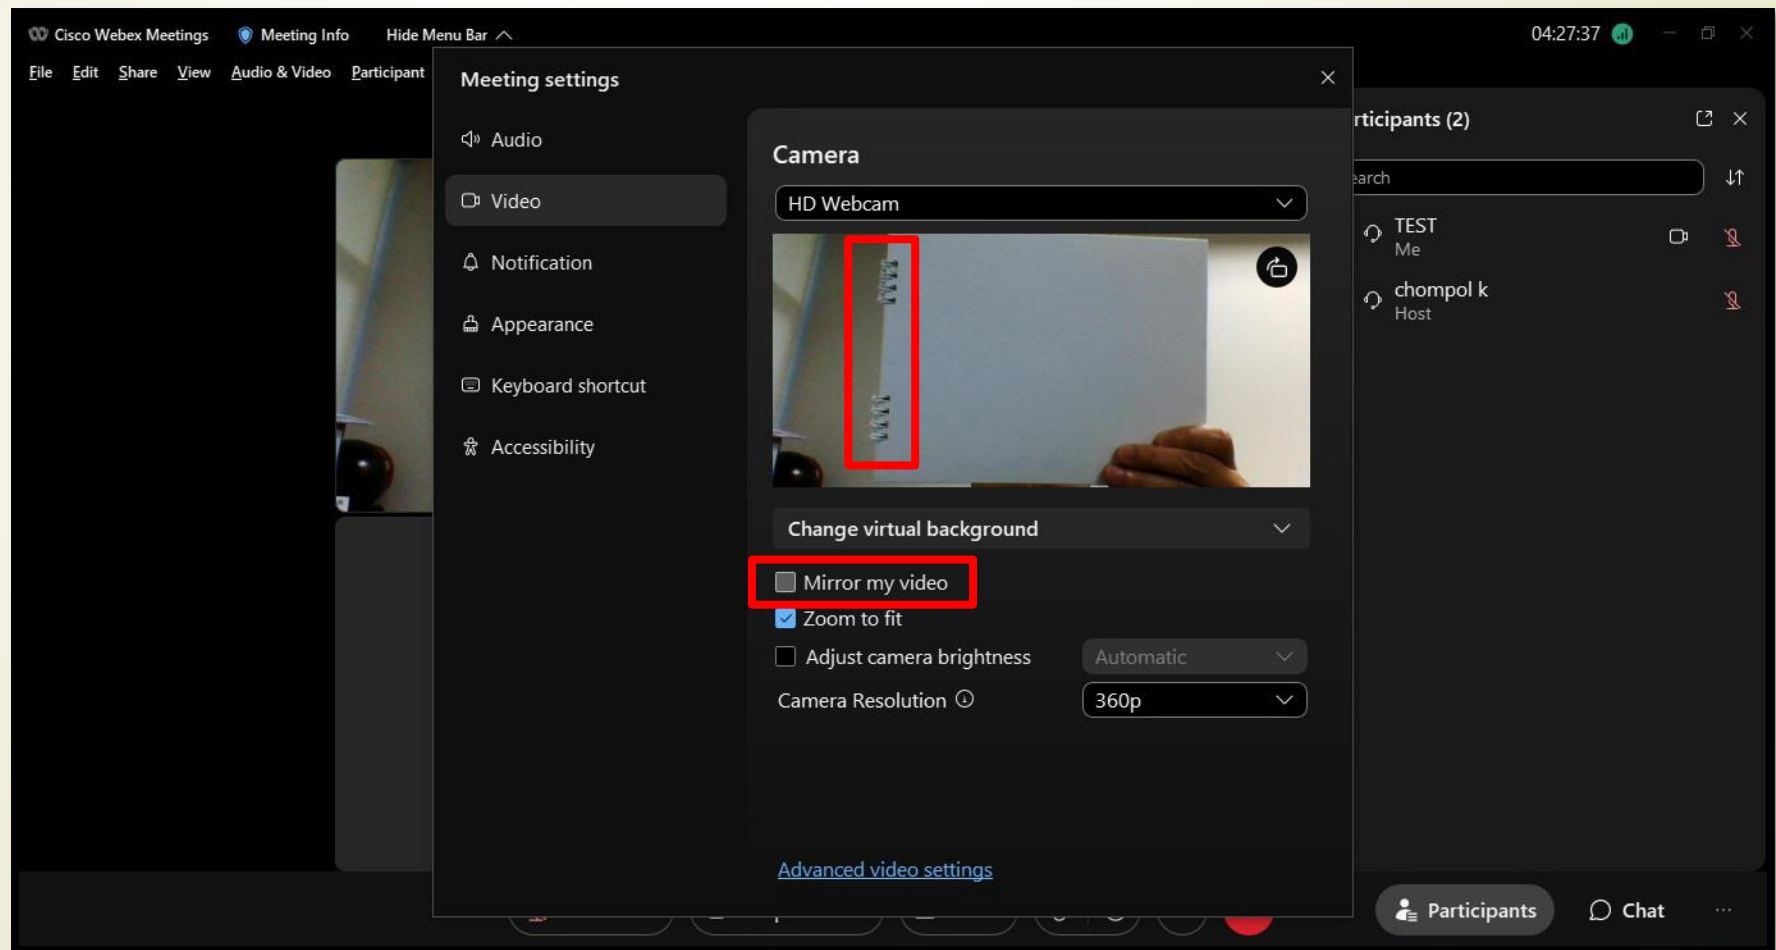 Cisco Webex Meetings
Meeting Info
Hide Menu Bar
04:27:37
File Edit Share View Audio & Video Participant
Meeting settings
Audio
Video
Notification
Appearance
Keyboard shortcut
Accessibility
Camera
HD Webcam
Change virtual background
Mirror my video
Zoom to fit
Adjust camera brightness Automatic
Camera Resolution 360p
Advanced video settings
rticipants (2)
earch
TEST
Me
chompol k
Host
Participants
Chat